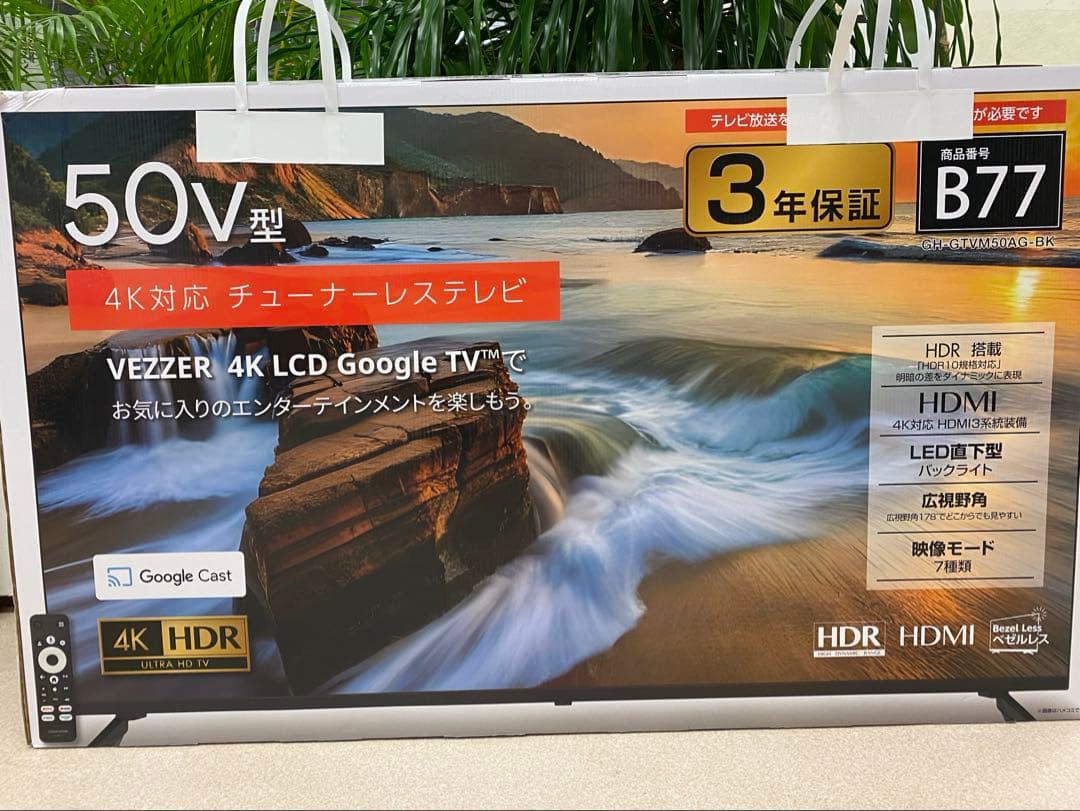 テレビ放送を
が必要です
50V型
3年保証
商品番号
B77
GH-GTVM50AG-BK
4K対応 チューナーレステレビ
VEZZER 4K LCD Google TV™で
お気に入りのエンターテインメントを楽しもう。
HDR 搭載
「HDR10規格対応」
明暗の差をダイナミックに表現
HDMI
4K対応 HDMI3系統装備
LED直下型
バックライト
広視野角
広視野角178°でどこからでも見やすい
映像モード
7種類
Google Cast
4K HDR
ULTRA HD TV
HDR
HIGH DYNAMIC RANGE
HDMI
Bezel Less
ベゼルレス
※画像はハメコミで